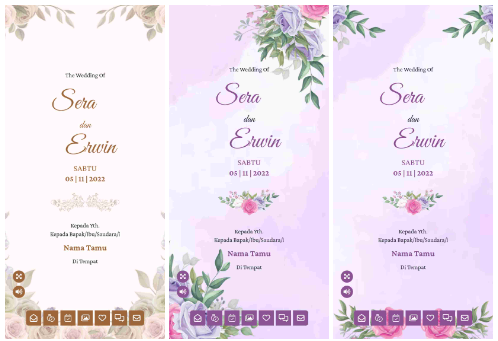 The Wedding Of
Sera
dan
Erwin
SABTU
05 | 11 | 2022
Kepada Yth
Kepada Bapak/Ibu/Saudara/i
Nama Tamu
Di Tempat
The Wedding Of
Sera
dan
Erwin
SABTU
05 | 11 | 2022
Kepada Yth
Kepada Bapak/Ibu/Saudara/i
Nama Tamu
Di Tempat
The Wedding Of
Sera
dan
Erwin
SABTU
05 | 11 | 2022
Kepada Yth
Kepada Bapak/Ibu/Saudara/i
Nama Tamu
Di Tempat